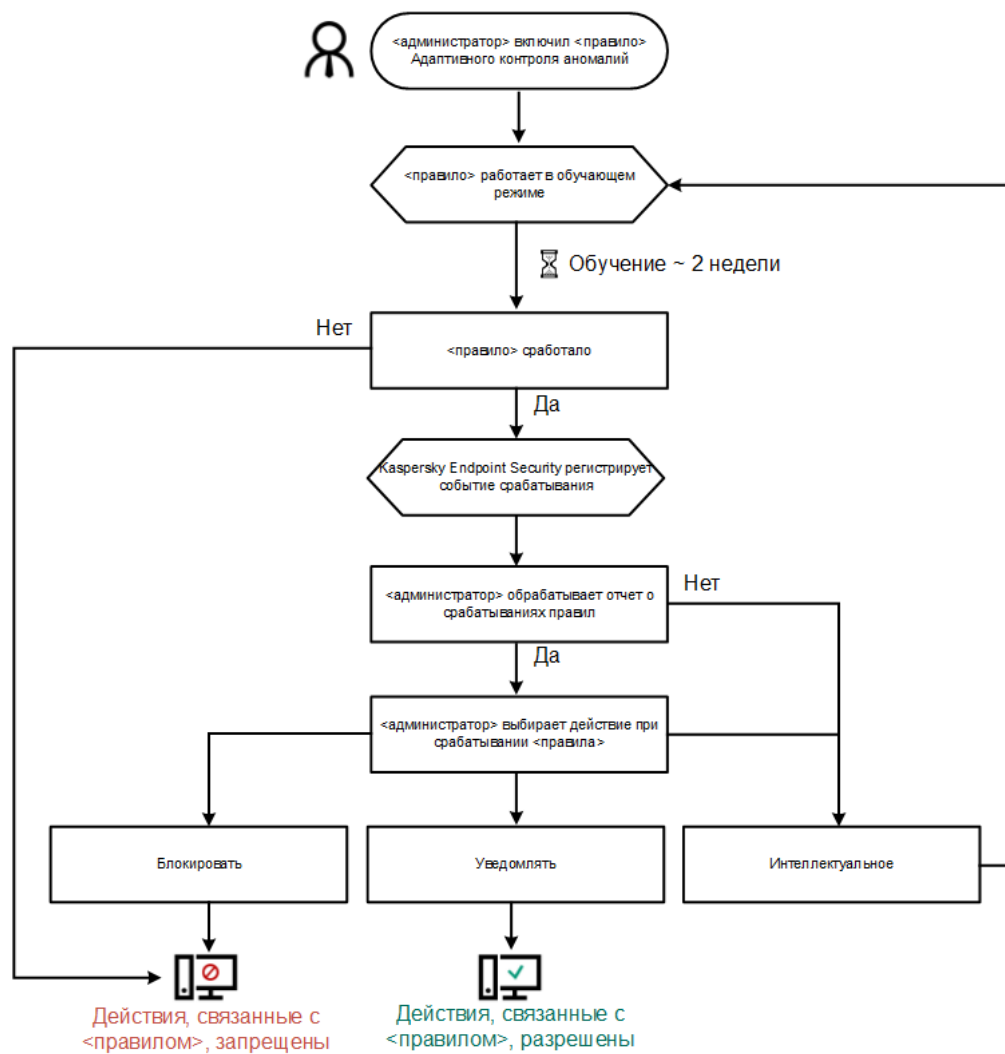 <администратор> включил <правило>
Адаптивного контроля аномалий
<правило> работает в обучающем
режиме
Обучение ~ 2 недели
Нет
<правило> сработало
Да
Kaspersky Endpoint Security регистрирует
событие срабатывания
<администратор> обрабатывает отчет о
срабатываниях правил
Нет
Да
<администратор> выбирает действие при
срабатывании <правила>
Блокировать
Уведомлять
Интеллектуальное
Действия, связанные с
<правилом>, запрещены
Действия, связанные с
<правилом>, разрешены